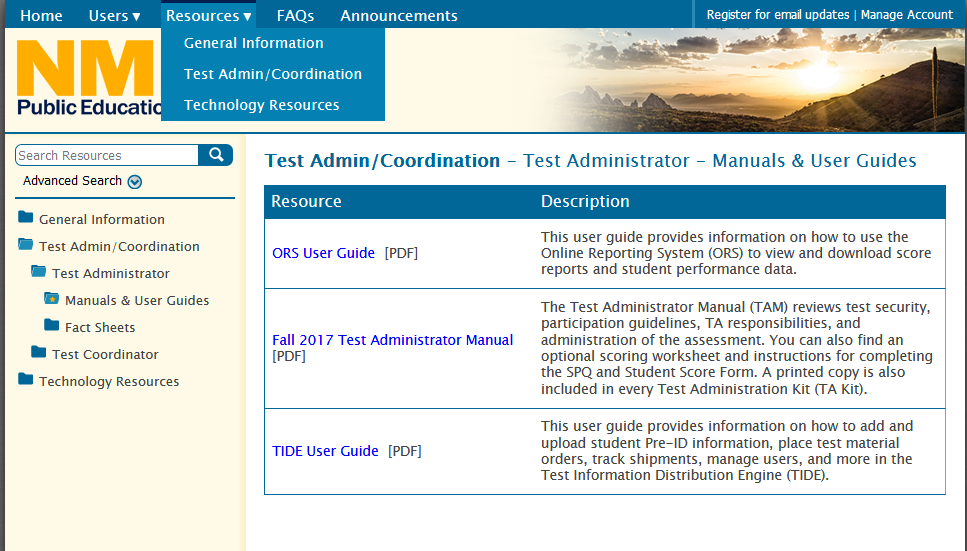 Home Users ▾ Resources ▾ FAQs Announcements Register for email updates | Manage Account
General Information
Test Admin/Coordination
Technology Resources
NM
Public
Search Resources
Advanced Search
General Information
Test Admin/Coordination
Test Administrator
Manuals & User Guides
Fact Sheets
Test Coordinator
Technology Resources
Test Admin/Coordination – Test Administrator – Manuals & User Guides
Resource Description
ORS User Guide [PDF]
This user guide provides information on how to use the
Online Reporting System (ORS) to view and download score
reports and student performance data.
Fall 2017 Test Administrator Manual
[PDF]
The Test Administrator Manual (TAM) reviews test security,
participation guidelines, TA responsibilities, and
administration of the assessment. You can also find an
optional scoring worksheet and instructions for completing
the SPQ and Student Score Form. A printed copy is also
included in every Test Administration Kit (TA Kit).
TIDE User Guide [PDF]
This user guide provides information on how to add and
upload student Pre-ID information, place test material
orders, track shipments, manage users, and more in the
Test Information Distribution Engine (TIDE).